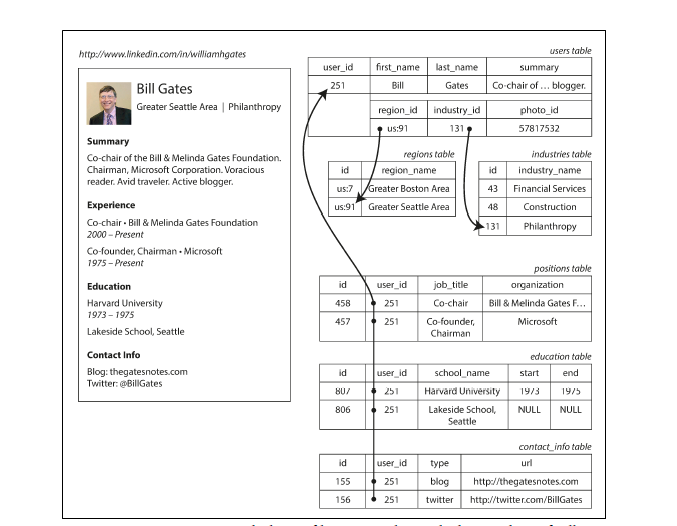 http://www.linkedin.com/in/williamhgates
Bill Gates
Greater Seattle Area | Philanthropy
Summary
Co-chair of the Bill & Melinda Gates Foundation.
Chairman, Microsoft Corporation. Voracious
reader. Avid traveler. Active blogger.
Experience
Co-chair • Bill & Melinda Gates Foundation
2000 – Present
Co-founder, Chairman • Microsoft
1975 – Present
Education
Harvard University
1973 – 1975
Lakeside School, Seattle
Contact Info
Blog: thegatesnotes.com
Twitter: @BillGates
users table
user_id first_name last_name summary
251 Bill Gates Co-chair of … blogger.
region_id industry_id photo_id
us:91 131 57817532
regions table
id region_name
us:7 Greater Boston Area
us:91 Greater Seattle Area
industries table
id industry_name
43 Financial Services
48 Construction
131 Philanthropy
positions table
id user_id job_title organization
458 251 Co-chair Bill & Melinda Gates F…
457 251 Co-founder, Microsoft
Chairman
education table
id user_id school_name start end
807 251 Harvard University 1973 1975
806 251 Lakeside School, NULL NULL
Seattle
contact_info table
id user_id type url
155 251 blog http://thegatesnotes.com
156 251 twitter http://twitter.com/BillGates